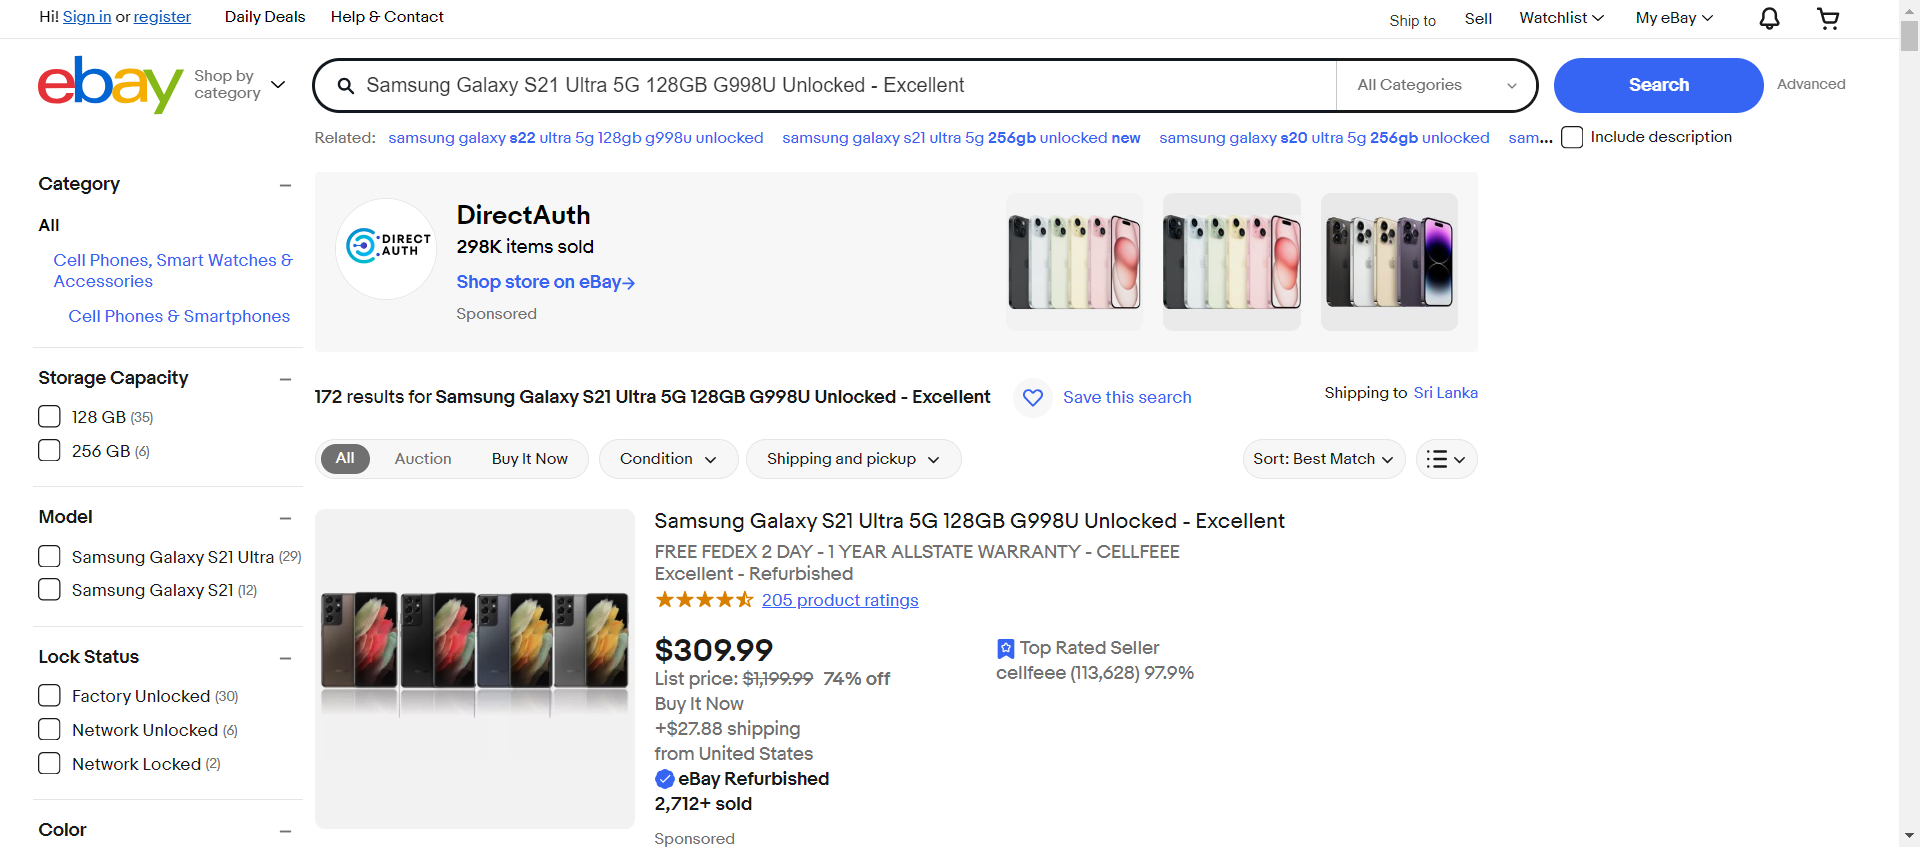 Hi! Sign in or register
Daily Deals
Help & Contact
Ship to
Sell
Watchlist
My eBay
ebay
Shop by
category
Samsung Galaxy S21 Ultra 5G 128GB G998U Unlocked - Excellent
All Categories
Search
Advanced
Related: samsung galaxy s22 ultra 5g 128gb g998u unlocked samsung galaxy s21 ultra 5g 256gb unlocked new samsung galaxy s20 ultra 5g 256gb unlocked sam...
Include description
Category
All
Cell Phones, Smart Watches &
Accessories
Cell Phones & Smartphones
Storage Capacity
128 GB (35)
256 GB (6)
Model
Samsung Galaxy S21 Ultra (29)
Samsung Galaxy S21 (12)
Lock Status
Factory Unlocked (30)
Network Unlocked (6)
Network Locked (2)
Color
DIRECT
AUTH
DirectAuth
298K items sold
Shop store on eBay→
Sponsored
172 results for Samsung Galaxy S21 Ultra 5G 128GB G998U Unlocked - Excellent
Save this search
Shipping to Sri Lanka
All
Auction
Buy It Now
Condition
Shipping and pickup
Sort: Best Match
Samsung Galaxy S21 Ultra 5G 128GB G998U Unlocked - Excellent
FREE FEDEX 2 DAY - 1 YEAR ALLSTATE WARRANTY - CELLFEEE
Excellent - Refurbished
205 product ratings
$309.99
List price: $1,199.99 74% off
Buy It Now
+$27.88 shipping
from United States
eBay Refurbished
2,712+ sold
Sponsored
Top Rated Seller
cellfeee (113,628) 97.9%